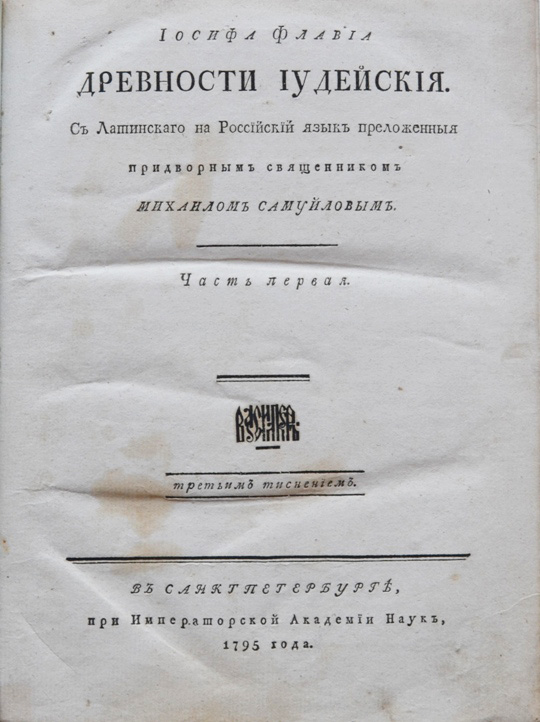 Іосифа Флавіа
ДРЕВНОСТИ ІУДЕЙСКІЯ.
Съ Латинскаго на Россійскій языкъ преложенныя
придворнымъ священникомъ
МИХАИЛОМЪ САМУЙЛОВЫМЪ.
Часть первая.
третьимъ тисненіемъ.
ВЪ САНКТПЕТЕРБУРГѢ,
при Императорской Академіи Наукъ,
1795 года.